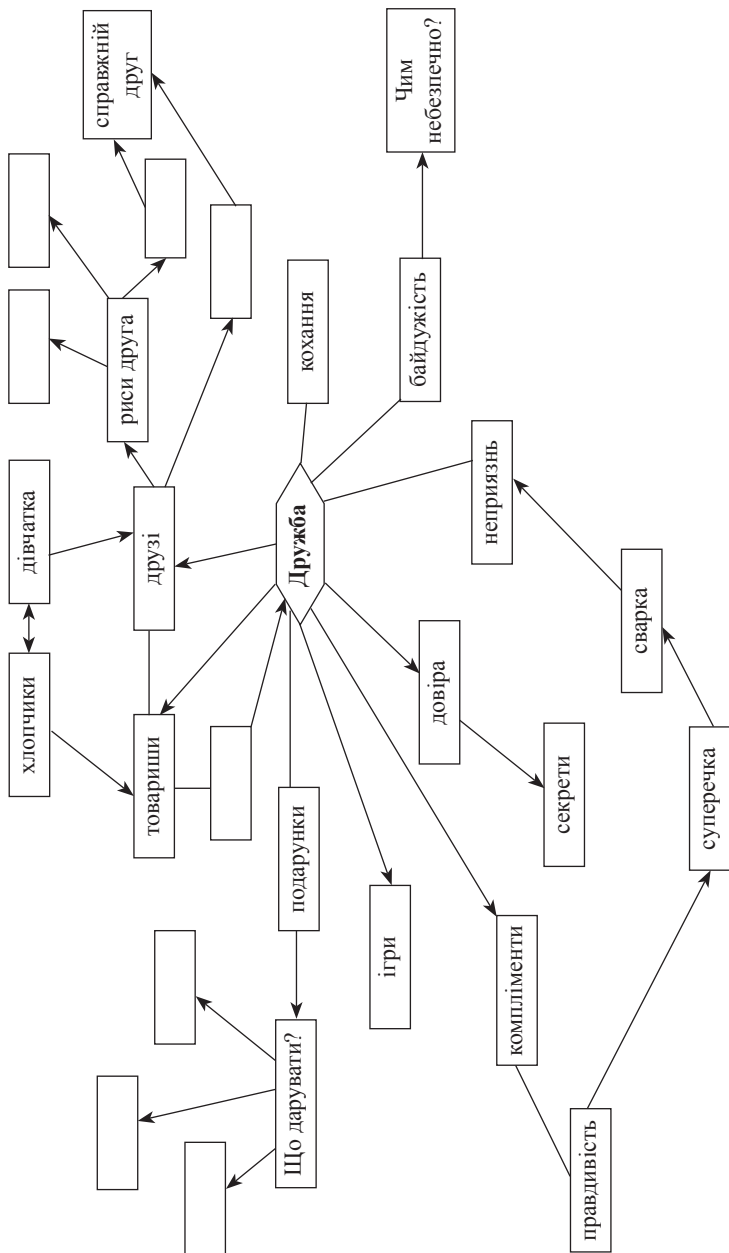 хлопчики
дівчатка
товариши
друзі
риси друга
справжній
друг
Що дарувати?
подарунки
Дружба
кохання
ігри
довіра
байдужість
Чим
небезпечно?
компліменти
секрети
неприязнь
правдивість
суперечка
сварка